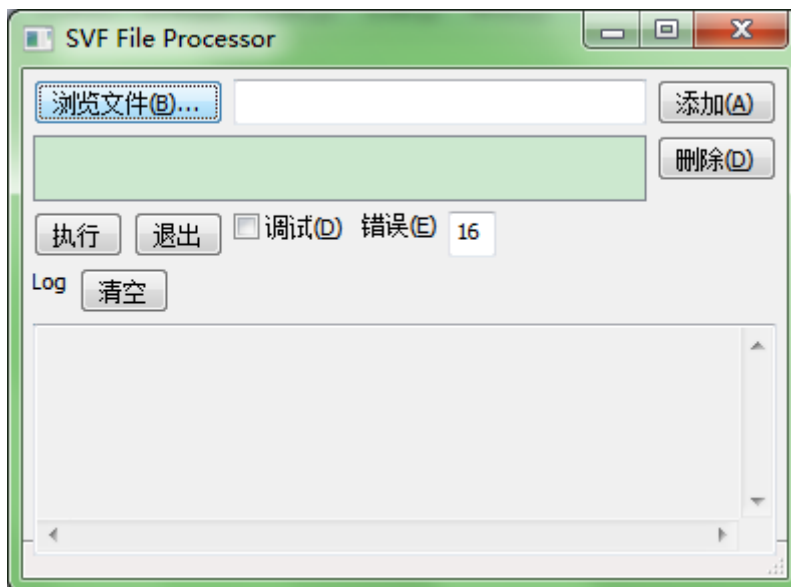 SVF File Processor
浏览文件(B)... 添加(A)
删除(D)
执行 退出 调试(D) 错误(E) 16
Log 清空